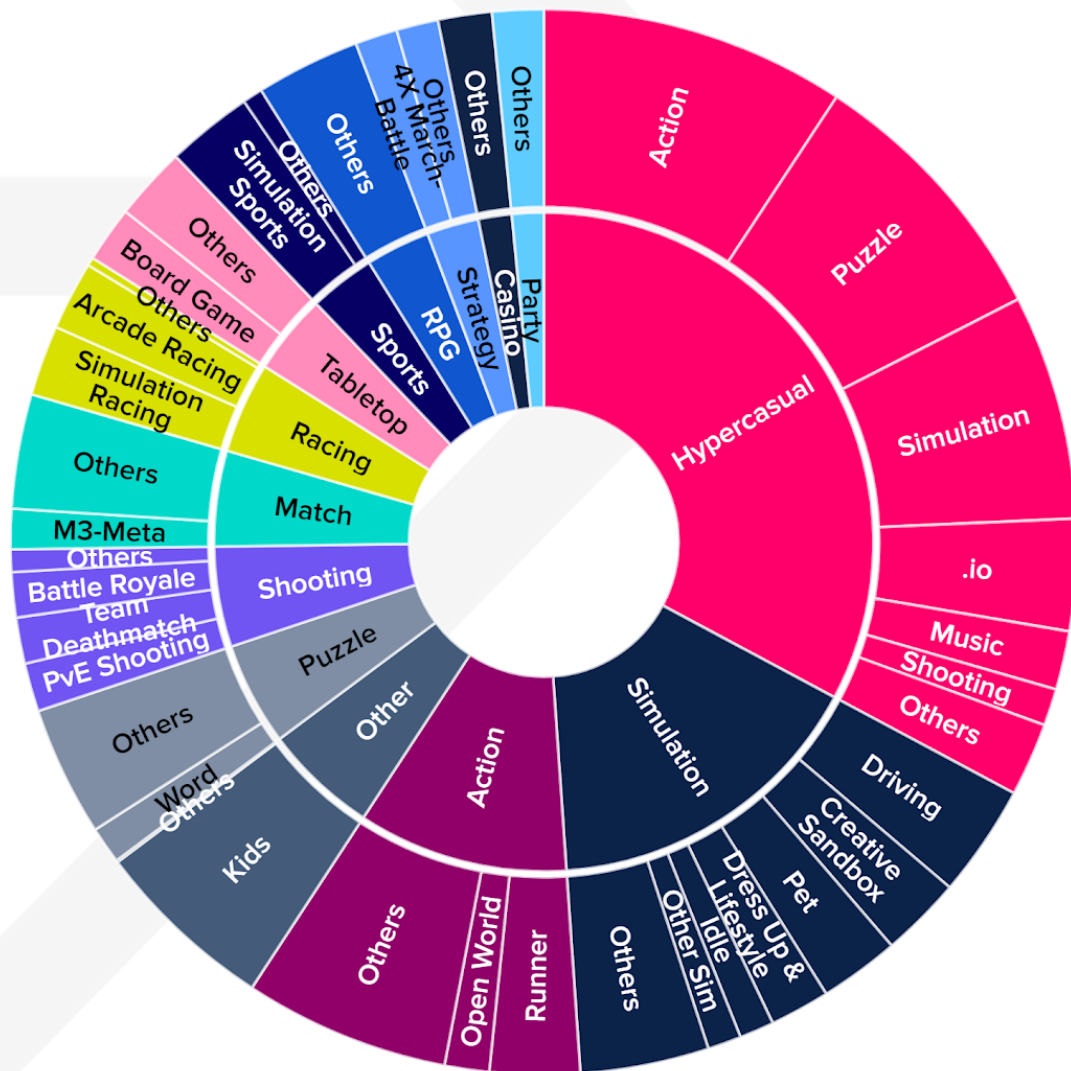 Hypercasual
Action
Puzzle
Simulation
.io
Music
Shooting
Others
Simulation
Driving
Creative
Sandbox
Pet
Dress Up &
Lifestyle
Idle
Other Sim
Others
Action
Runner
Open World
Others
Other
Kids
Others
Puzzle
Word
Others
Shooting
PvE Shooting
Team
Deathmatch
Battle Royale
Others
Match
M3-Meta
Others
Racing
Simulation
Racing
Arcade Racing
Others
Tabletop
Board Game
Others
Sports
Simulation
Sports
Others
RPG
Others
Strategy
4X March-
Battle
Others
Casino
Others
Party
Others